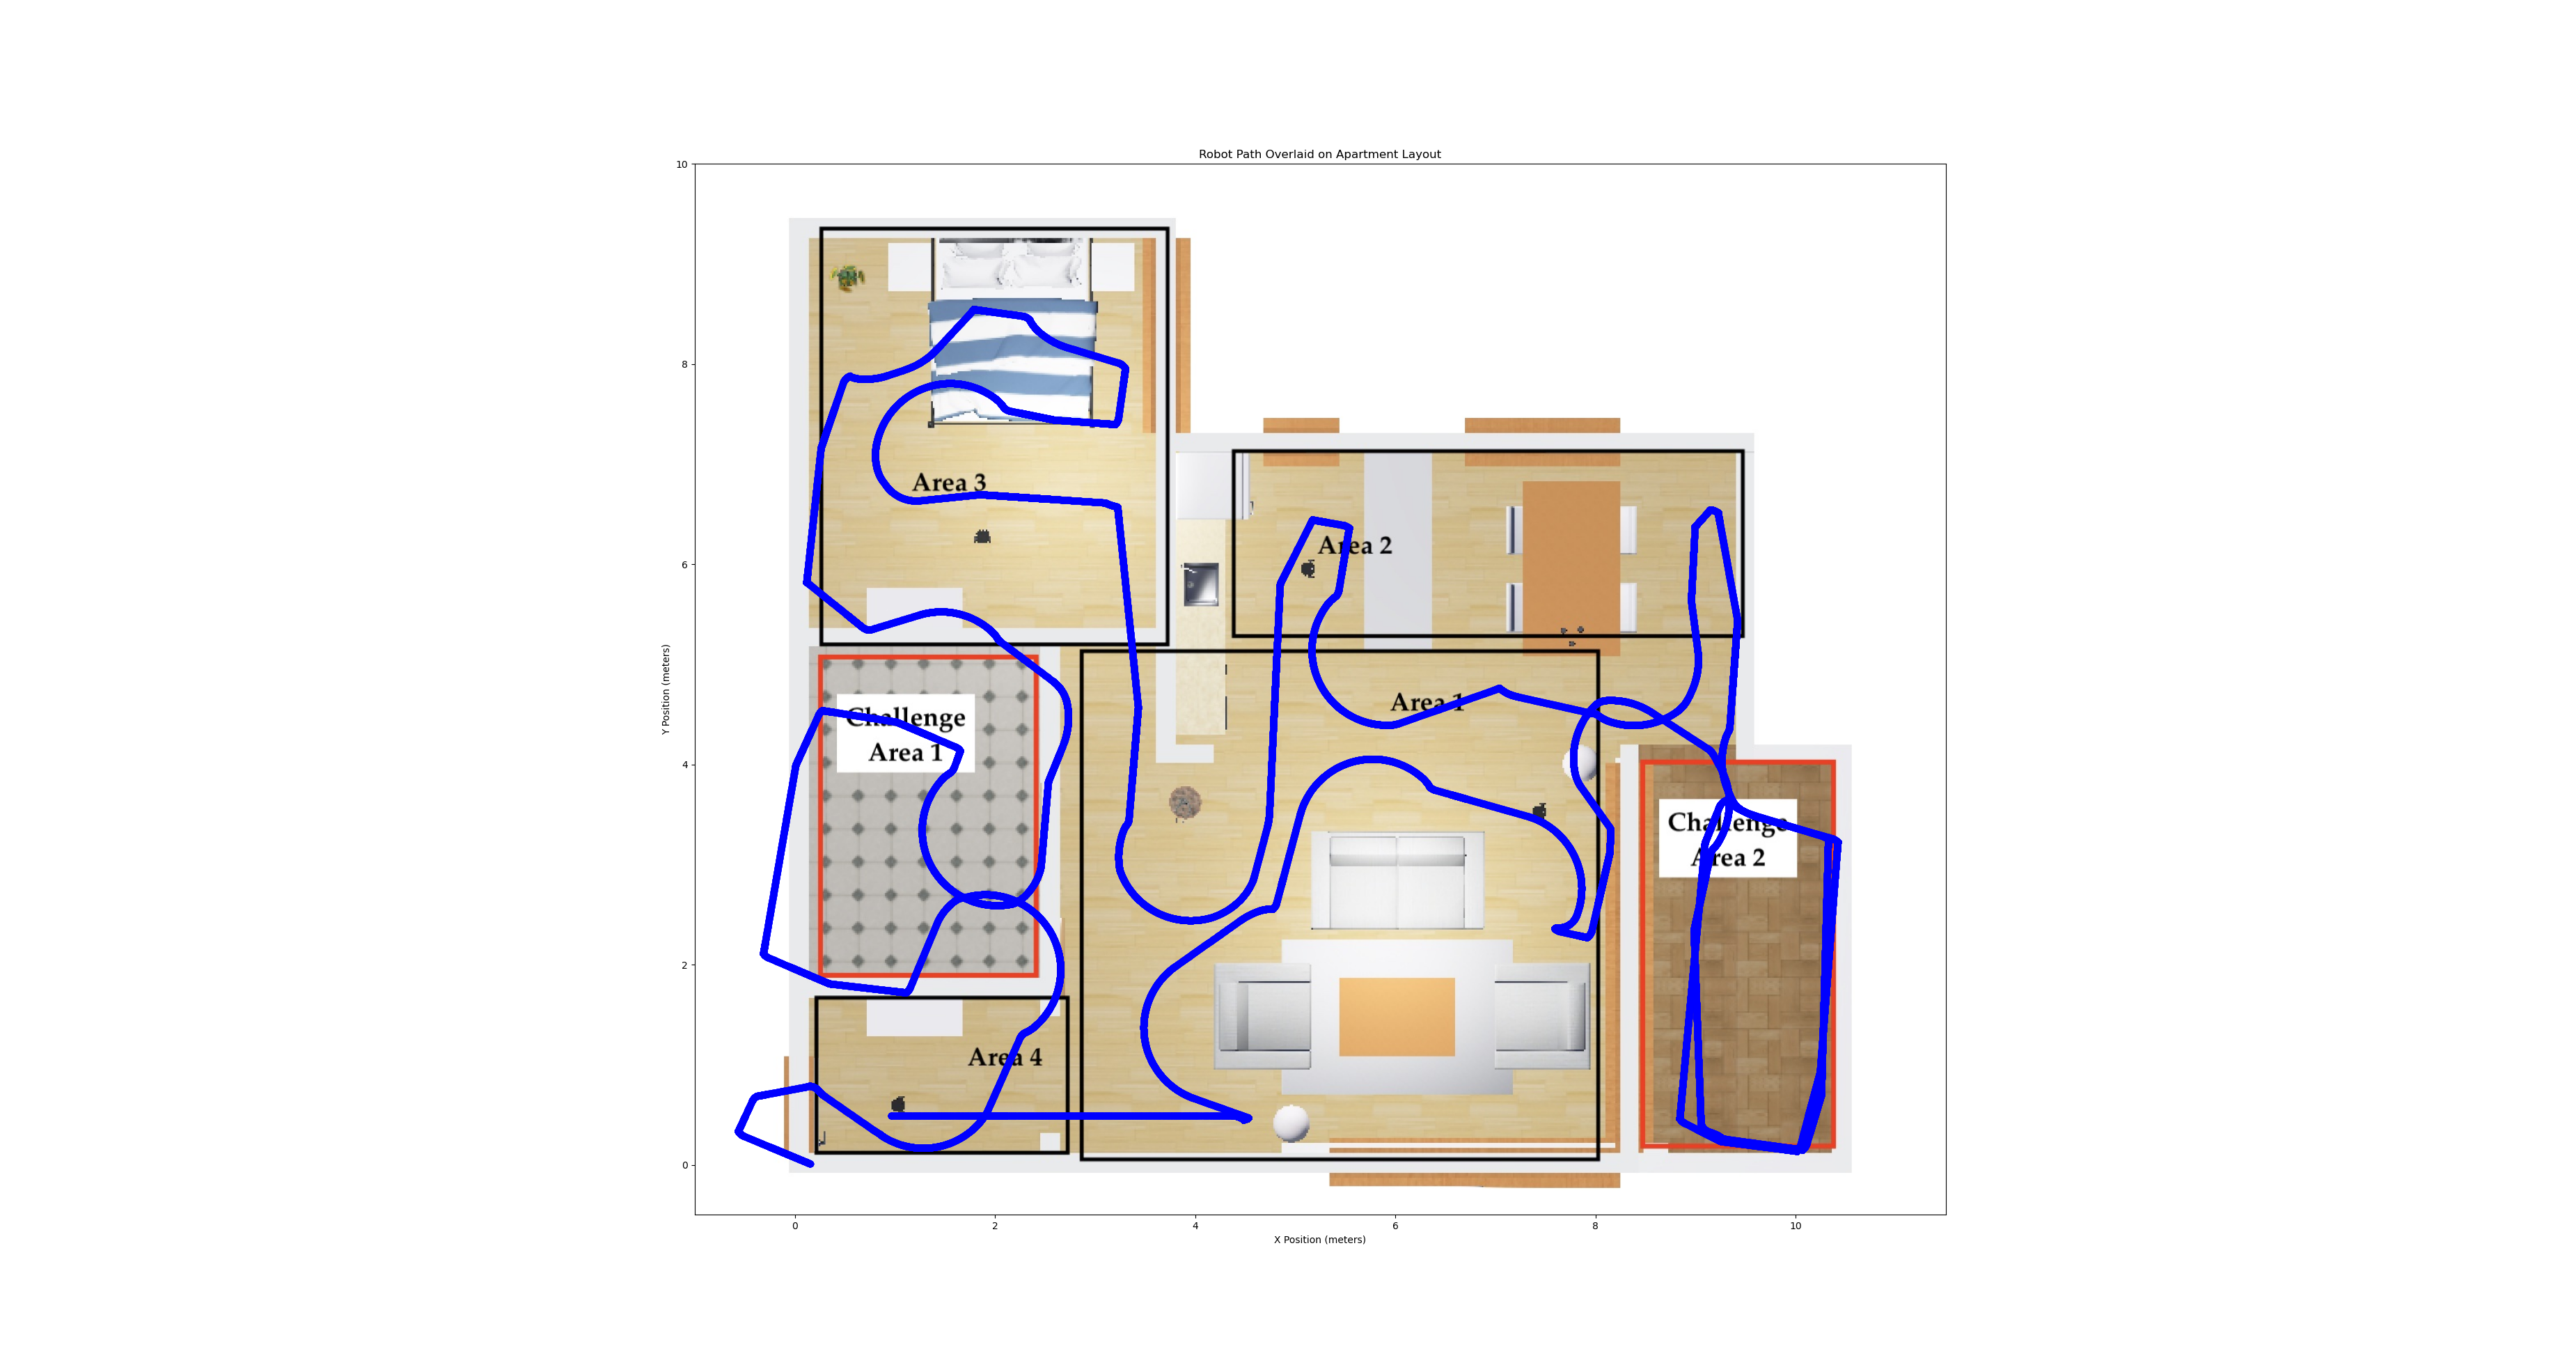 Robot Path Overlaid on Apartment Layout
10
8
6
4
2
0
Y Position (meters)
Area 3
Area 2
Area 1
Challenge
Area 1
Challenge
Area 2
Area 4
0
2
4
6
8
10
X Position (meters)